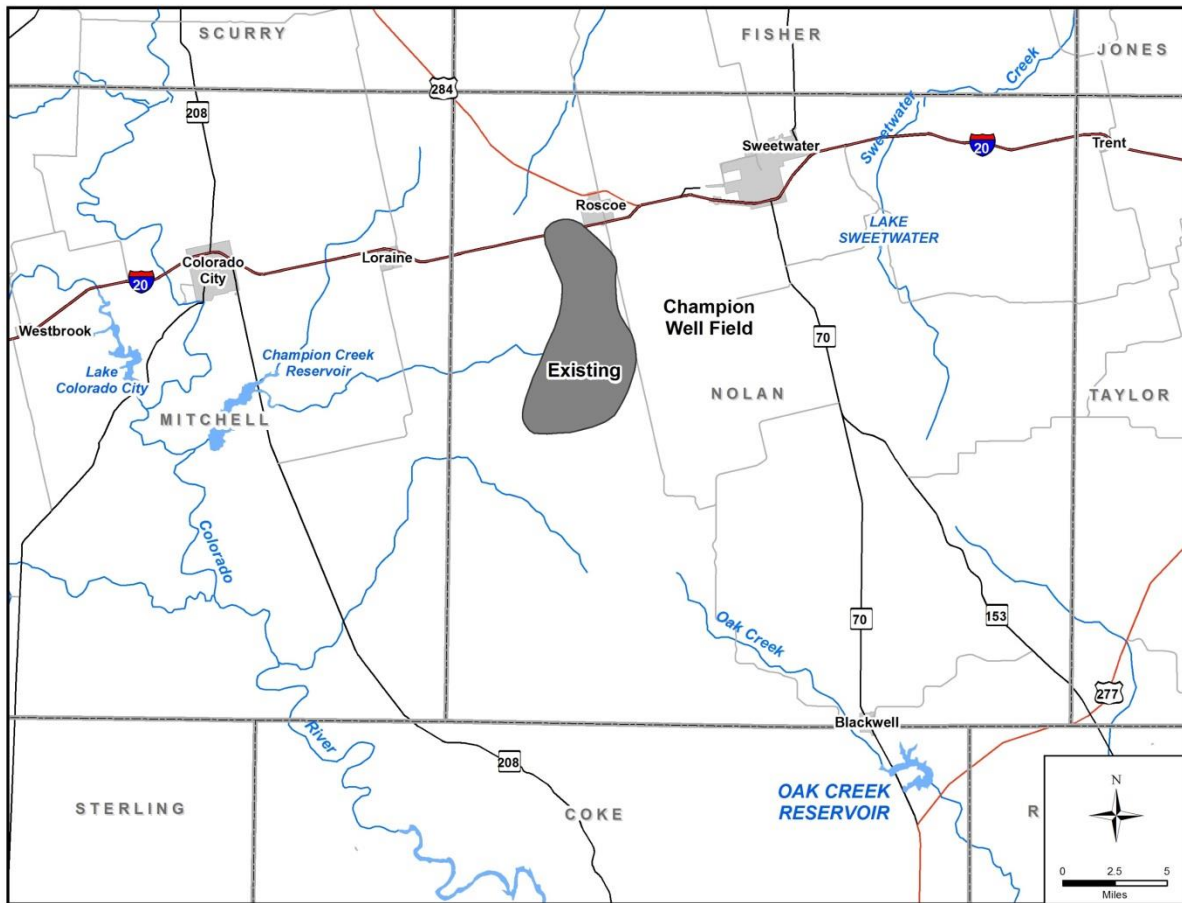 SCURRY
FISHER
JONES
284
208
Creek
Sweetwater
20
Trent
Sweetwater
Roscoe
LAKE
SWEETWATER
Colorado
City
Loraine
20
Westbrook
Champion
Well Field
70
Champion Creek
Reservoir
Lake
Colorado City
Existing
NOLAN
TAYLOR
MITCHELL
Colorado
Oak Creek
70
153
277
Blackwell
River
208
OAK CREEK
RESERVOIR
STERLING
COKE
R
N
0 2.5 5
Miles